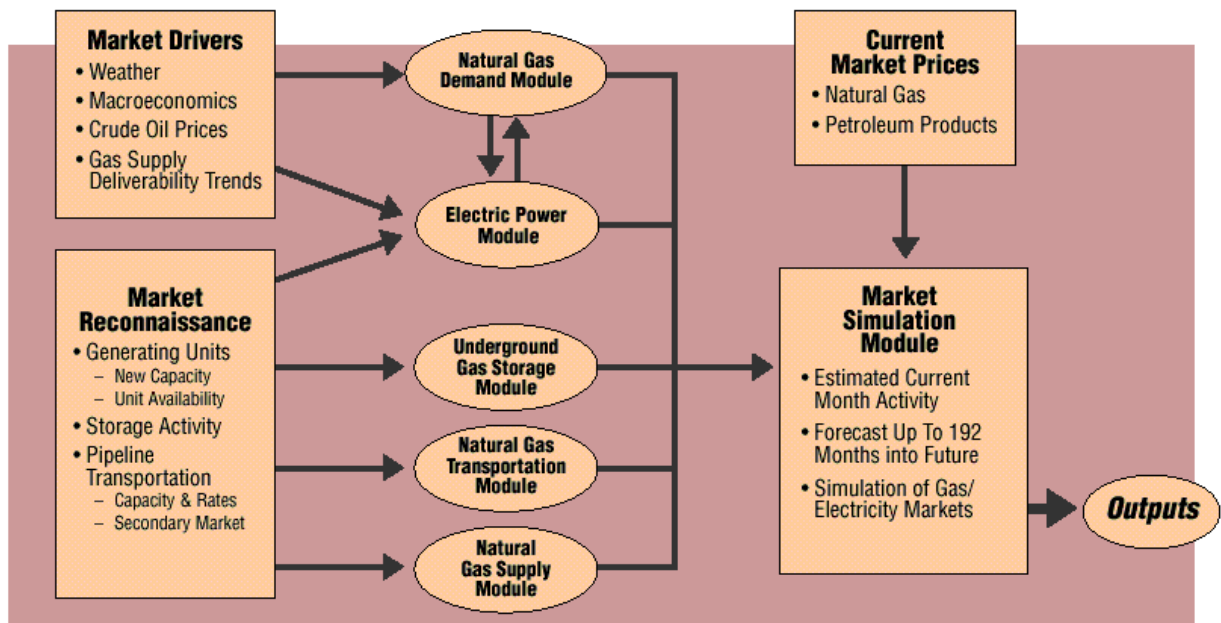 Market Drivers
• Weather
• Macroeconomics
• Crude Oil Prices
• Gas Supply
Deliverability Trends
Market
Reconnaissance
• Generating Units
– New Capacity
– Unit Availability
• Storage Activity
• Pipeline
Transportation
– Capacity & Rates
– Secondary Market
Natural Gas
Demand Module
Electric Power
Module
Underground
Gas Storage
Module
Natural Gas
Transportation
Module
Natural
Gas Supply
Module
Current
Market Prices
• Natural Gas
• Petroleum Products
Market
Simulation
Module
• Estimated Current
Month Activity
• Forecast Up To 192
Months into Future
• Simulation of Gas/
Electricity Markets
Outputs